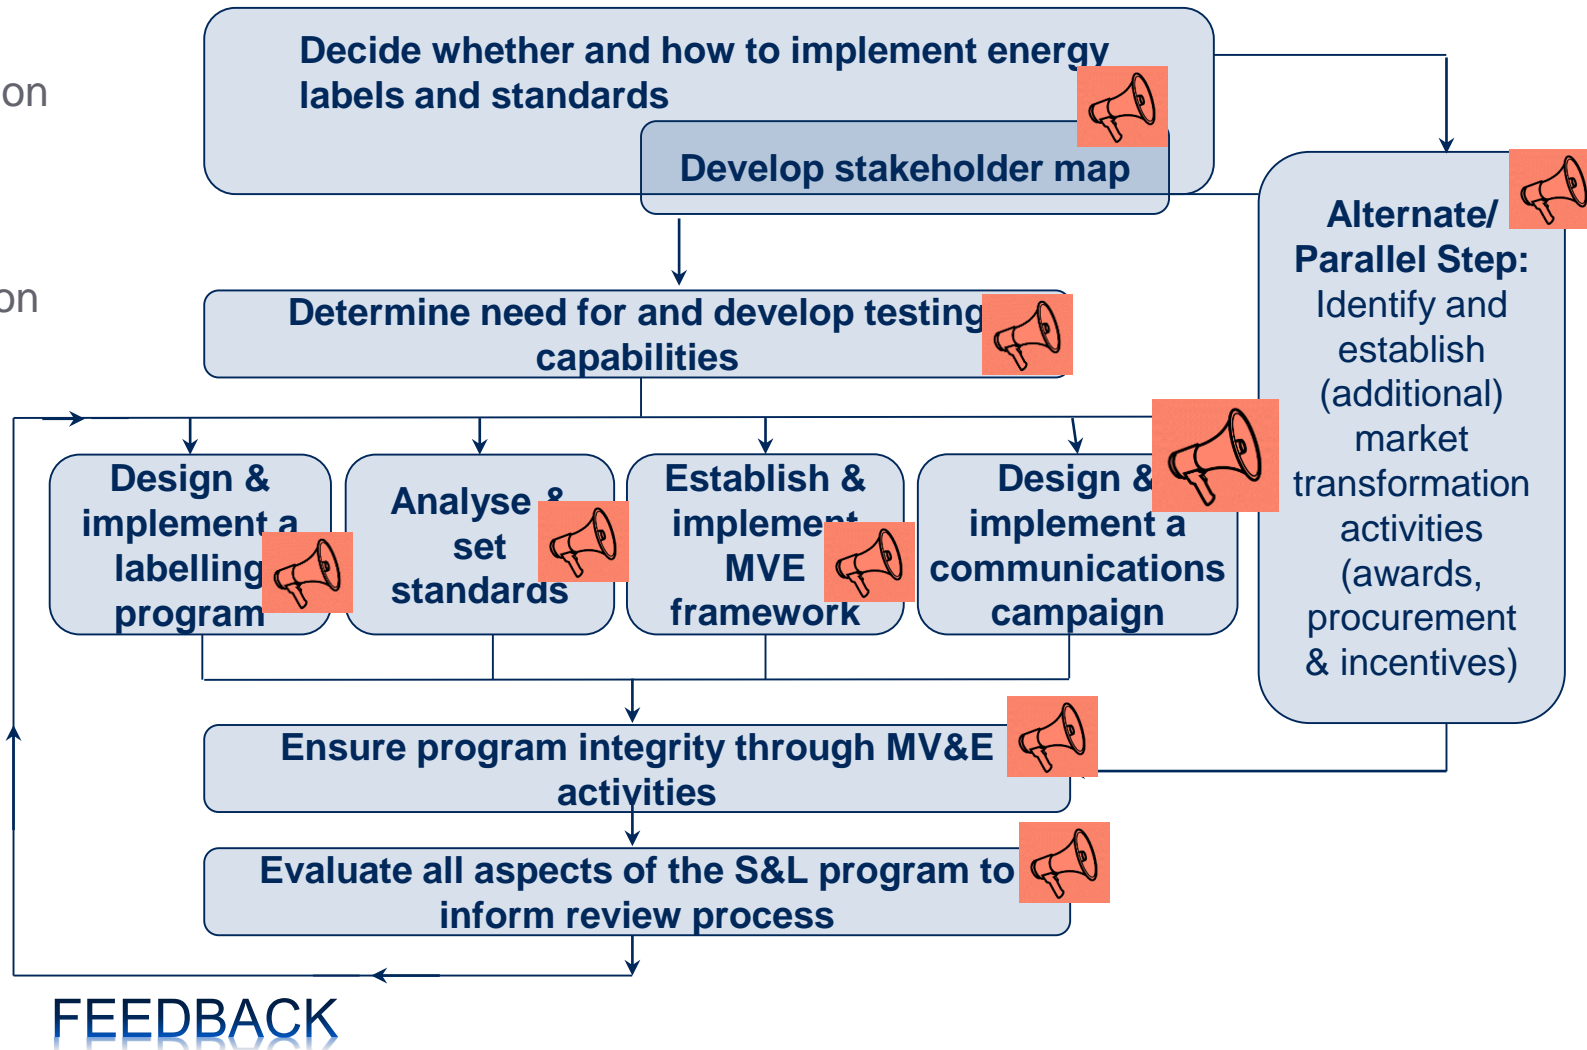 Decide whether and how to implement energy
labels and standards
on
Develop stakeholder map
Alternate/
Parallel Step:
Identify and
establish
(additional)
market
transformation
activities
(awards,
procurement
& incentives)
on
Determine need for and develop testing
capabilities
Design &
implement a
labelling
program
Analyse &
set
standards
Establish &
implement
MVE
framework
Design &
implement a
communications
campaign
Ensure program integrity through MV&E
activities
Evaluate all aspects of the S&L program to
inform review process
FEEDBACK